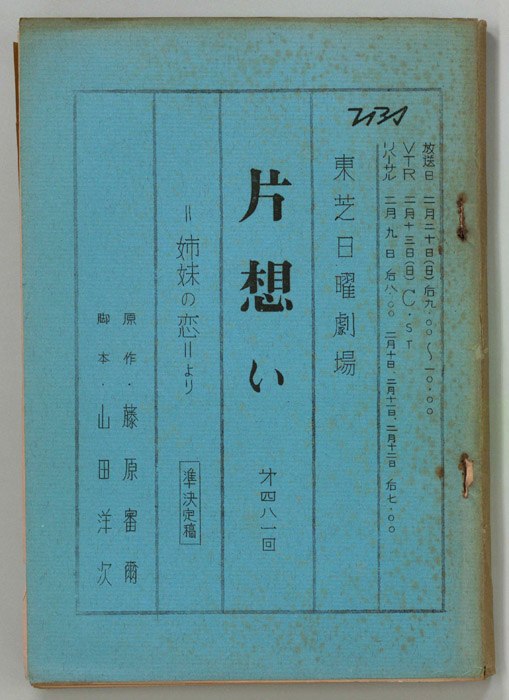 TBS
放送日 二月二十日(日)后九.〇〇〜一〇.〇〇
VTR 二月十三日(日) C.ST
リハーサル 二月九日 后八.〇〇 二月十日 二月十一日、二月十二日 后七.〇〇
東芝日曜劇場
片想い
才四八一回
=姉妹の恋=より
準決定稿
原作・藤原審爾
脚本・山田洋次